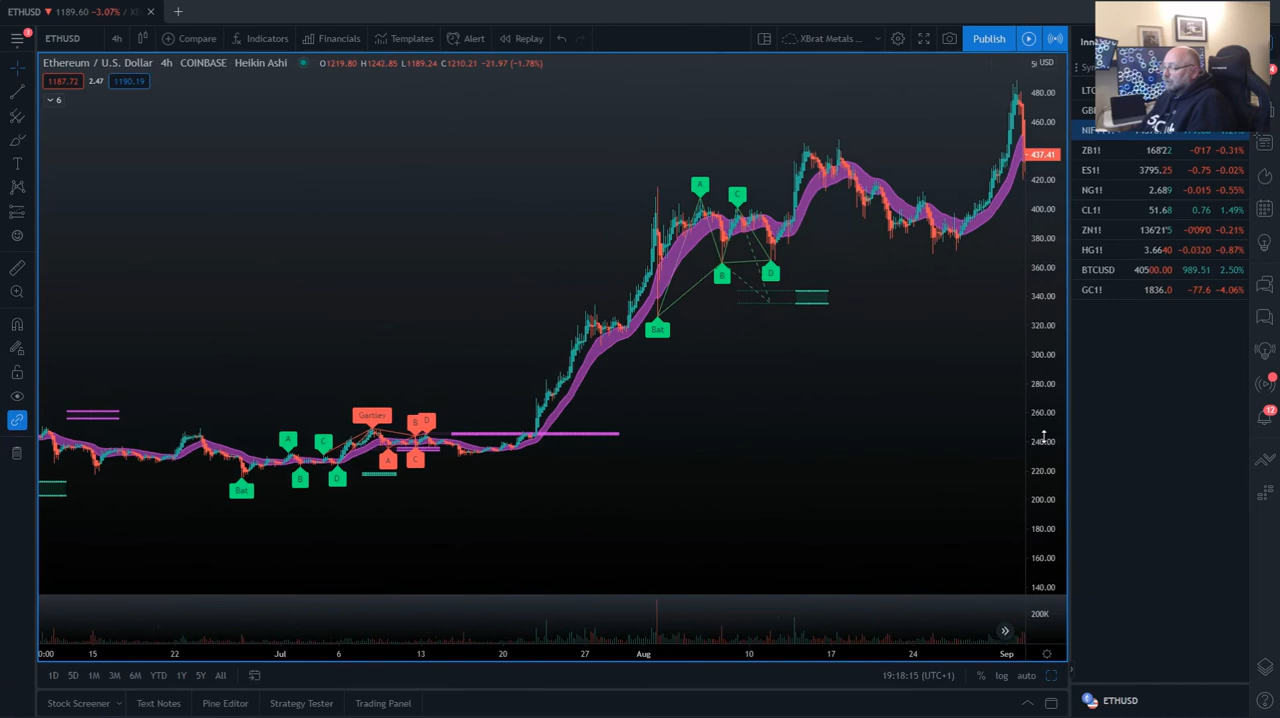 ETHUSD 1189.60 -3.07%
ETHUSD 4h Compare Indicators Financials Templates Alert Replay XBrat Metals ... Publish
Ethereum / U.S. Dollar 4h COINBASE Heikin Ashi O1219.80 H1242.85 L1189.24 C1210.21 -21.97 (-1.78%)
1187.72 2.47 1190.19
6
USD
480.00
460.00
437.41
420.00
400.00
380.00
360.00
340.00
320.00
300.00
280.00
260.00
240.00
220.00
200.00
180.00
160.00
140.00
200K
A
C
B
D
Bat
Gartley
B
D
A
C
A
C
B
D
Bat
15 22 Jul 6 13 20 27 Aug 10 17 24 Sep
1D 5D 1M 3M 6M YTD 1Y 5Y All 19:18:15 (UTC+1) % log auto
Stock Screener Text Notes Pine Editor Strategy Tester Trading Panel
ZB1! 168'22 -0'17 -0.31%
ES1! 3795.25 -0.75 -0.02%
NG1! 2.689 -0.015 -0.55%
CL1! 51.68 0.76 1.49%
ZN1! 136'21'5 -0'09'0 -0.21%
HG1! 3.6640 -0.0320 -0.87%
BTCUSD 40500.00 989.51 2.50%
GC1! 1836.0 -77.6 -4.06%
12
ETHUSD